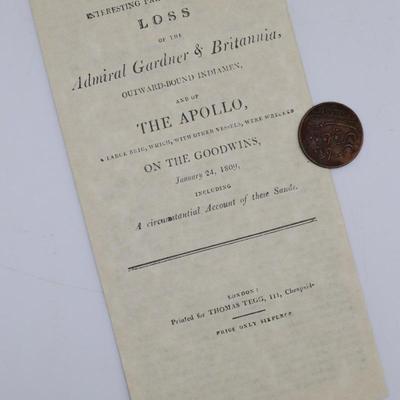 INTERESTING
LOSS
OF THE
Admiral Gardner & Britannia,
OUTWARD-BOUND INDIAMEN,
AND OF
THE APOLLO,
A LARGE BRIG, WHICH, WITH OTHER VESSELS, WERE WRECKED
ON THE GOODWINS,
January 24, 1809,
INCLUDING
A circumstantial Account of these Sands.
LONDON:
Printed for THOMAS TEGG, 111, Cheapside
PRICE ONLY SIXPENCE